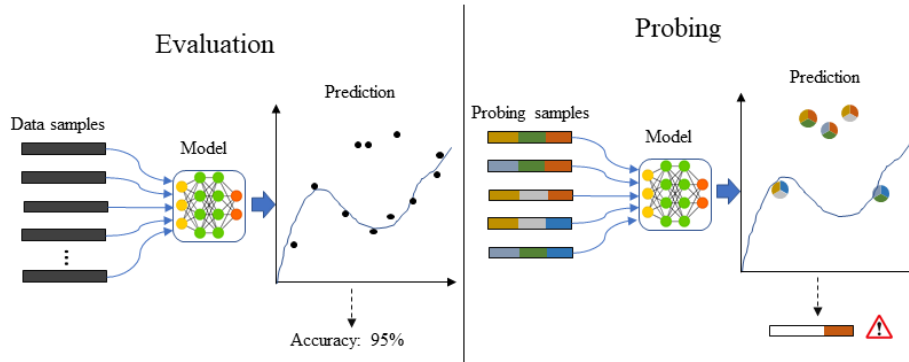 Evaluation
Prediction
Data samples
Model
...
Accuracy: 95%
Probing
Prediction
Probing samples
Model
!